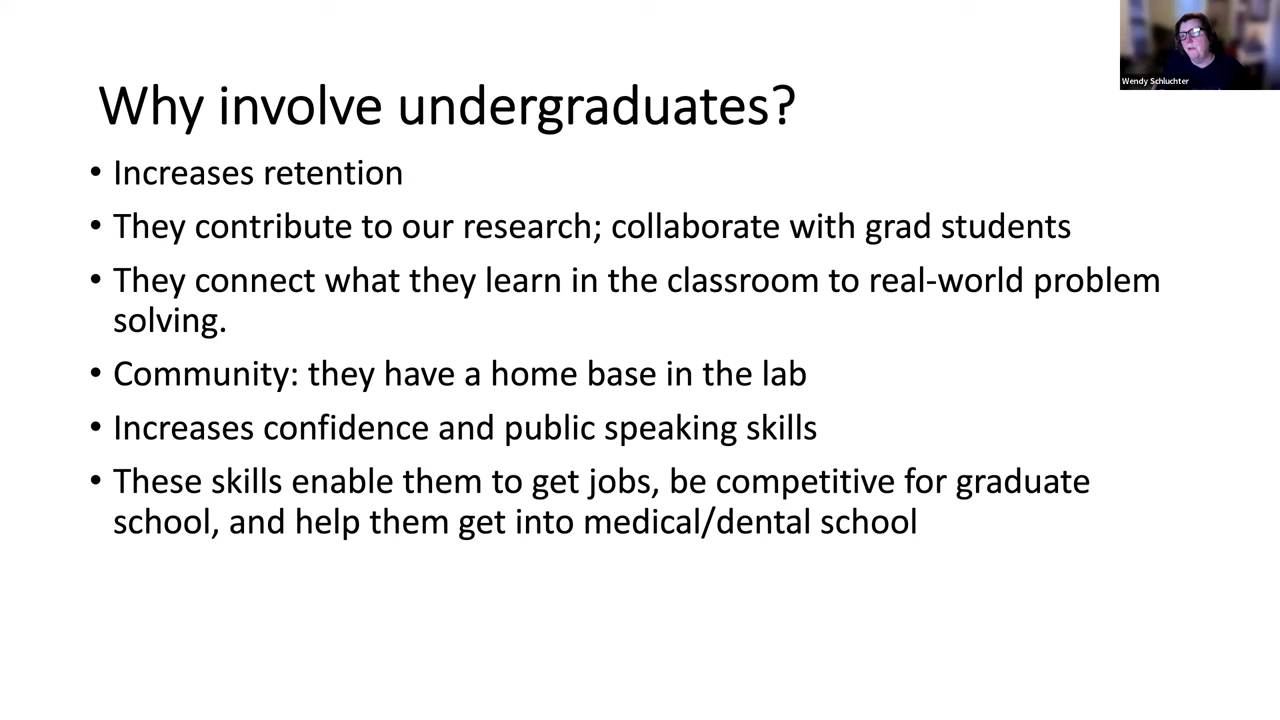 Wendy Schluchter
Why involve undergraduates?
• Increases retention
• They contribute to our research; collaborate with grad students
• They connect what they learn in the classroom to real-world problem
solving.
• Community: they have a home base in the lab
• Increases confidence and public speaking skills
• These skills enable them to get jobs, be competitive for graduate
school, and help them get into medical/dental school